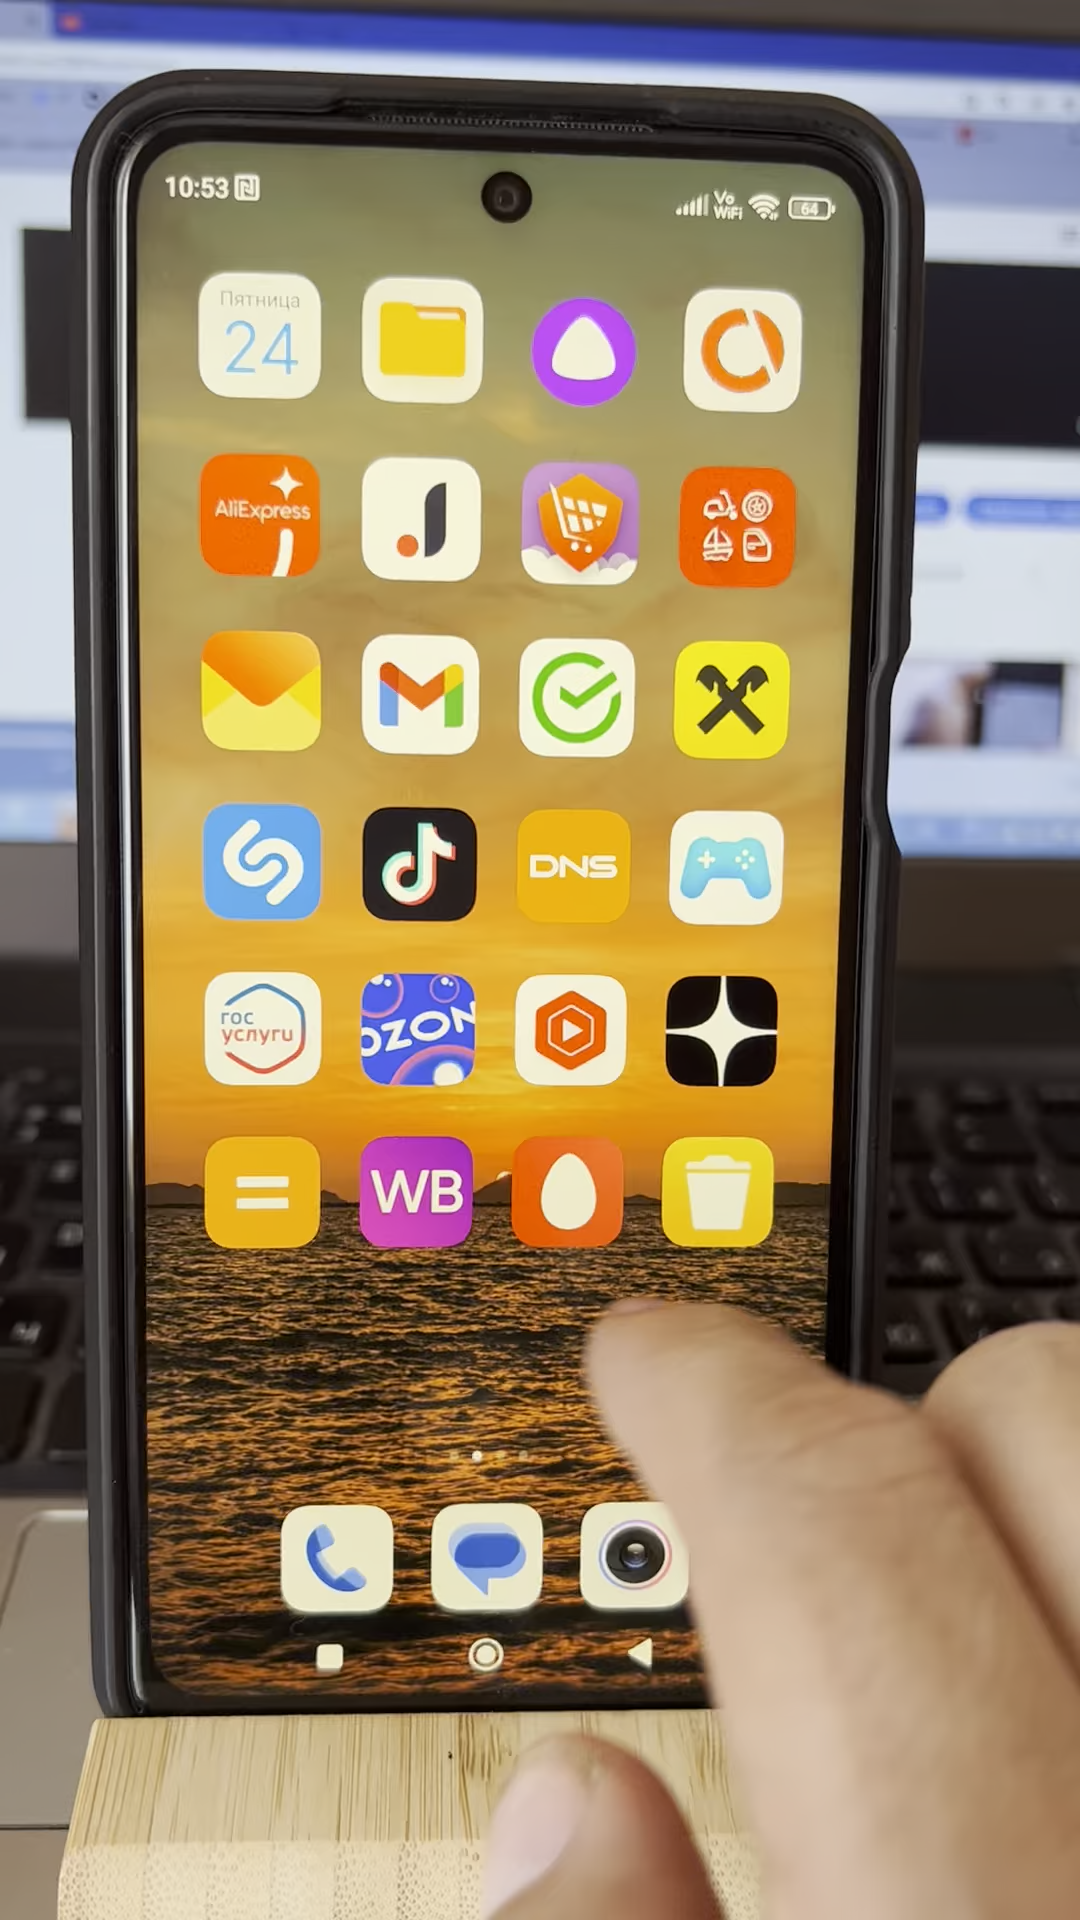 10:53
Vo
WiFi
64
Пятница
24
AliExpress
DNS
гос
услуги
OZON
WB